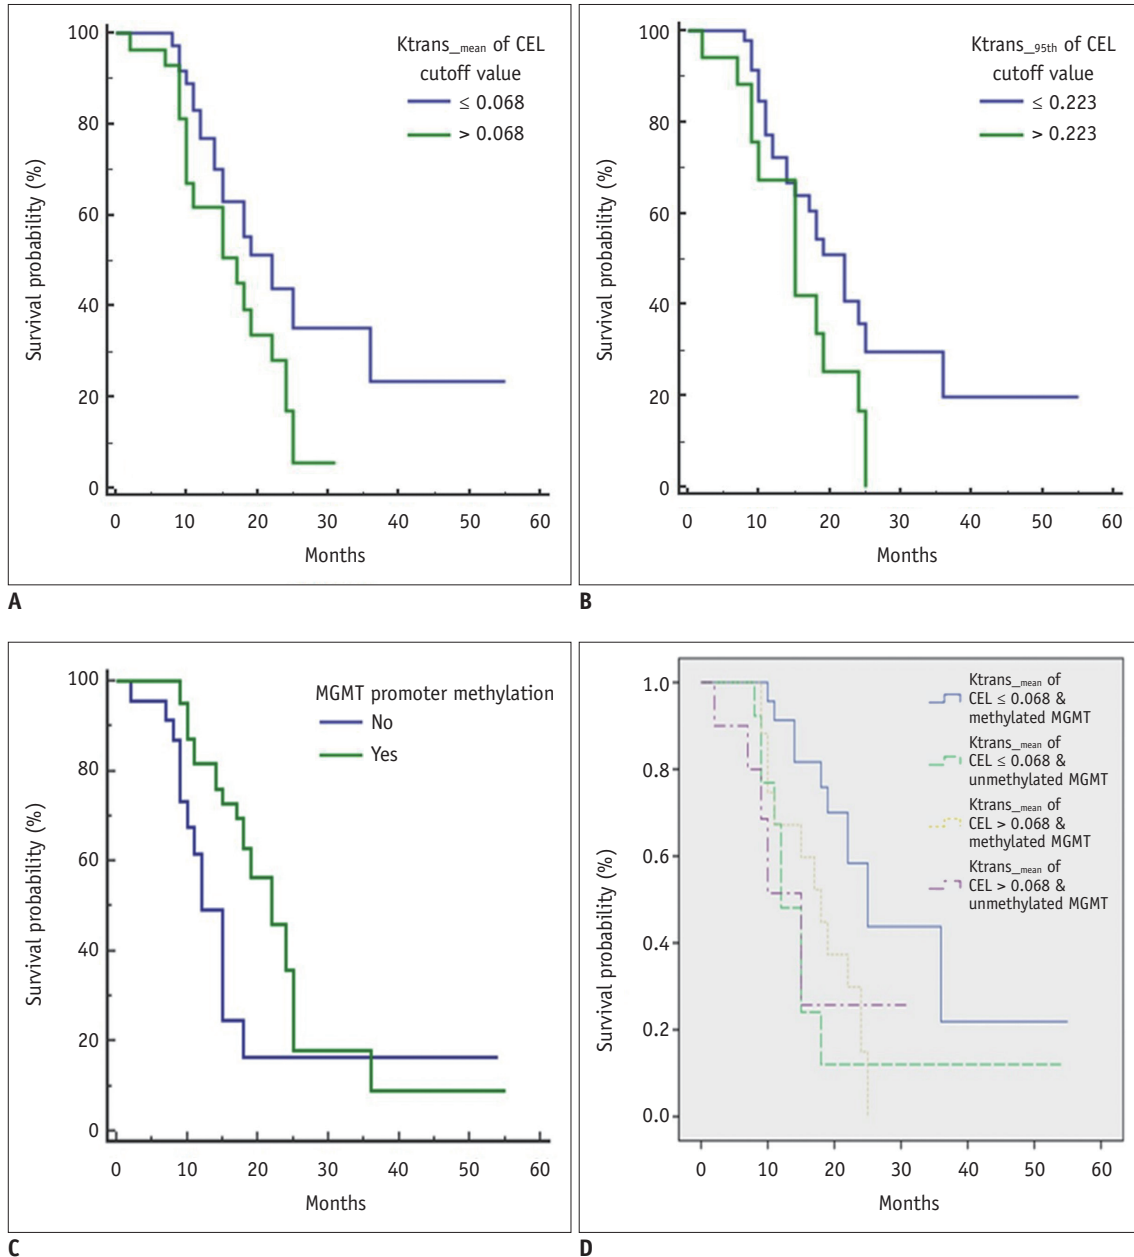 100
80
60
40
20
0
Survival probability (%)
Ktrans_mean of CEL
cutoff value
≤ 0.068
> 0.068
0 10 20 30 40 50 60
Months
A
100
80
60
40
20
0
Survival probability (%)
Ktrans_95th of CEL
cutoff value
≤ 0.223
> 0.223
0 10 20 30 40 50 60
Months
B
100
80
60
40
20
0
Survival probability (%)
MGMT promoter methylation
No
Yes
0 10 20 30 40 50 60
Months
C
1.0
0.8
0.6
0.4
0.2
0.0
Survival probability (%)
Ktrans_mean of
CEL ≤ 0.068 &
methylated MGMT
Ktrans_mean of
CEL ≤ 0.068 &
unmethylated MGMT
Ktrans_mean of
CEL > 0.068 &
methylated MGMT
Ktrans_mean of
CEL > 0.068 &
unmethylated MGMT
0 10 20 30 40 50 60
Months
D